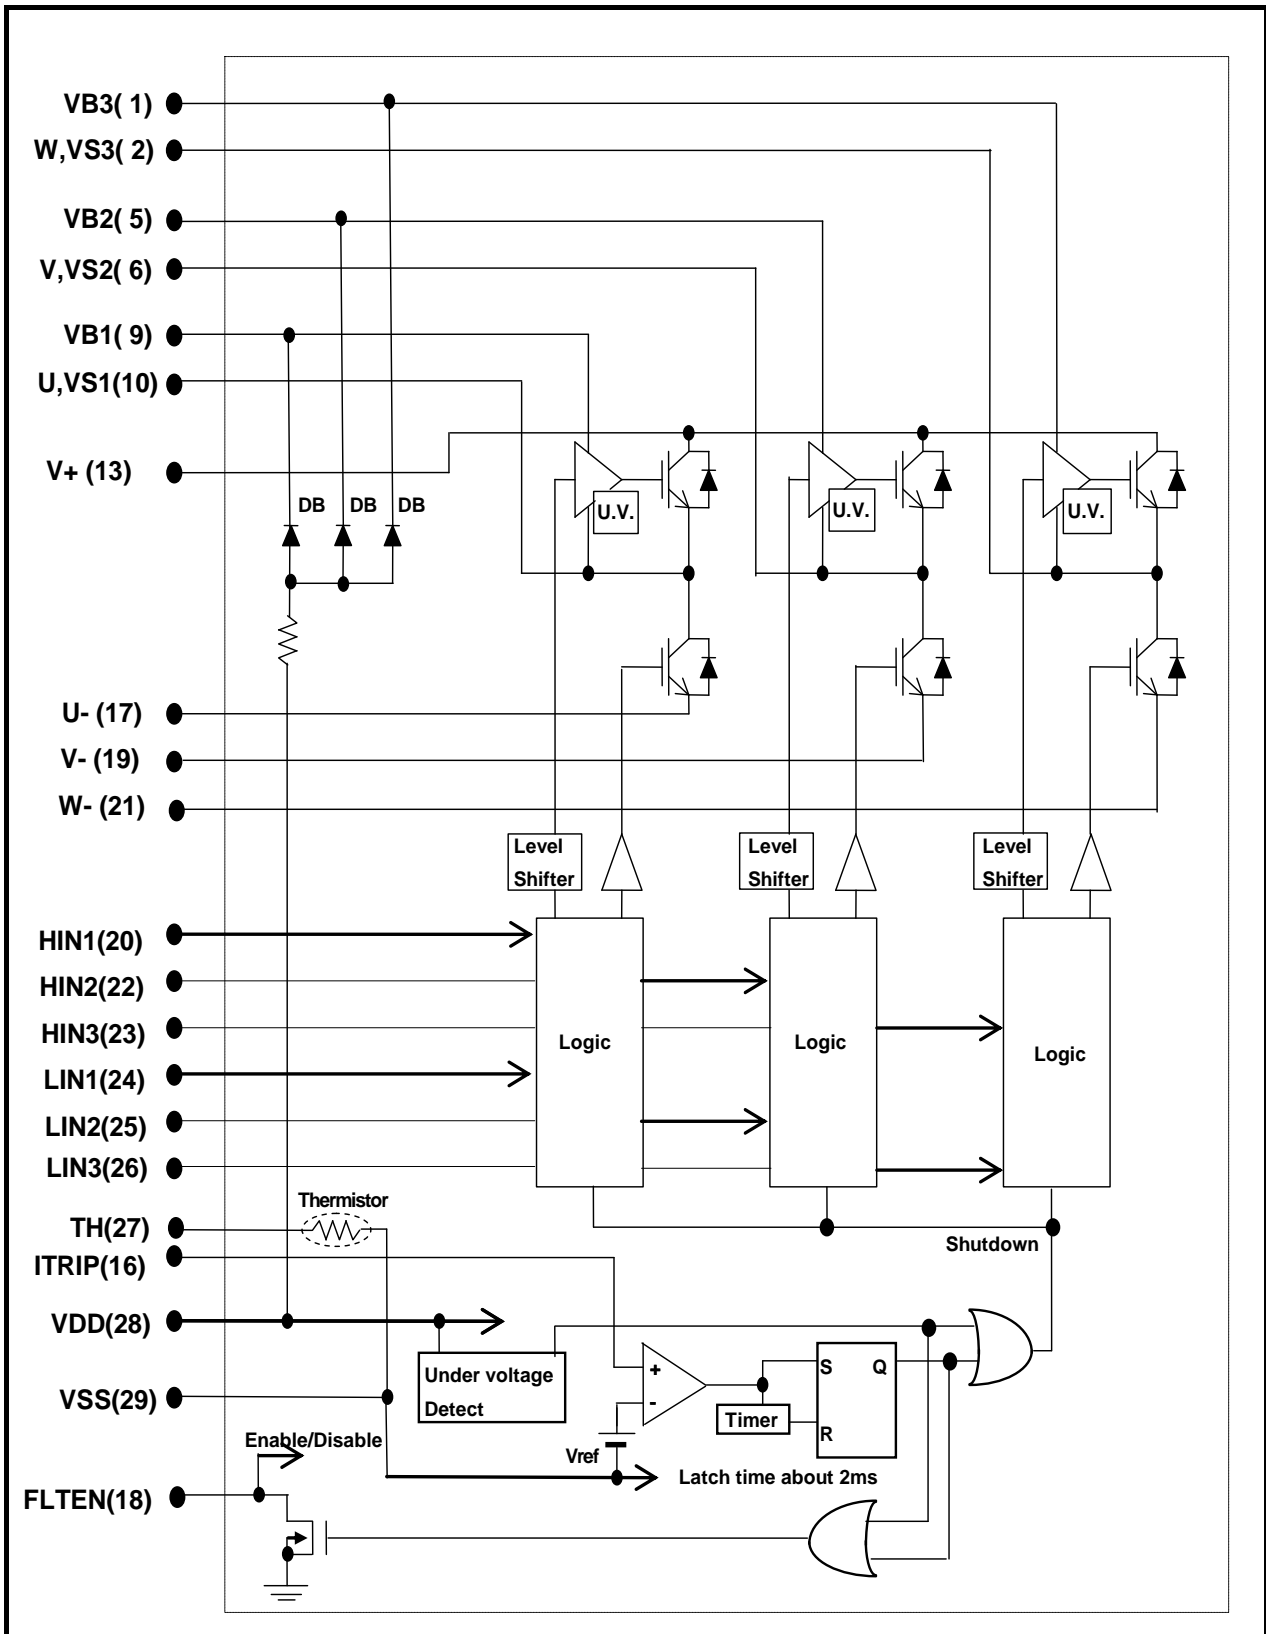 VB3( 1)
W,VS3( 2)
VB2( 5)
V,VS2( 6)
VB1( 9)
U,VS1(10)
V+ (13)
DB DB DB
U.V. U.V. U.V.
U- (17)
V- (19)
W- (21)
Level
Shifter
Level
Shifter
Level
Shifter
HIN1(20)
HIN2(22)
HIN3(23)
LIN1(24)
LIN2(25)
LIN3(26)
Logic
Logic
Logic
Thermistor
TH(27)
ITRIP(16)
Shutdown
VDD(28)
Under voltage
Detect
VSS(29)
+
-
S Q
R
Timer
Vref
Enable/Disable
Latch time about 2ms
FLTEN(18)